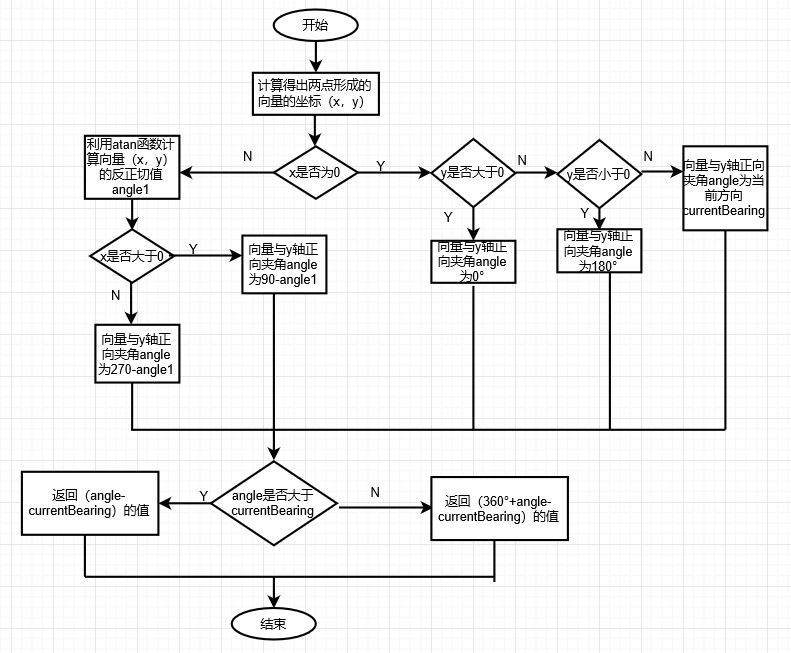 开始
计算得出两点形成的
向量的坐标（x，y）
利用atan函数计
算向量（x，y）
的反正切值
angle1
N
x是否为0
Y
y是否大于0
N
y是否小于0
N
向量与y轴正向
夹角angle为当
前方向
currentBearing
Y
Y
x是否大于0
Y
向量与y轴正
向夹角angle
为90-angle1
向量与y轴正
向夹角angle
为0°
向量与y轴正
向夹角angle
为180°
N
向量与y轴正
向夹角angle
为270-angle1
返回（angle-
currentBearing）的值
Y
angle是否大于
currentBearing
N
返回（360°+angle-
currentBearing）的值
结束